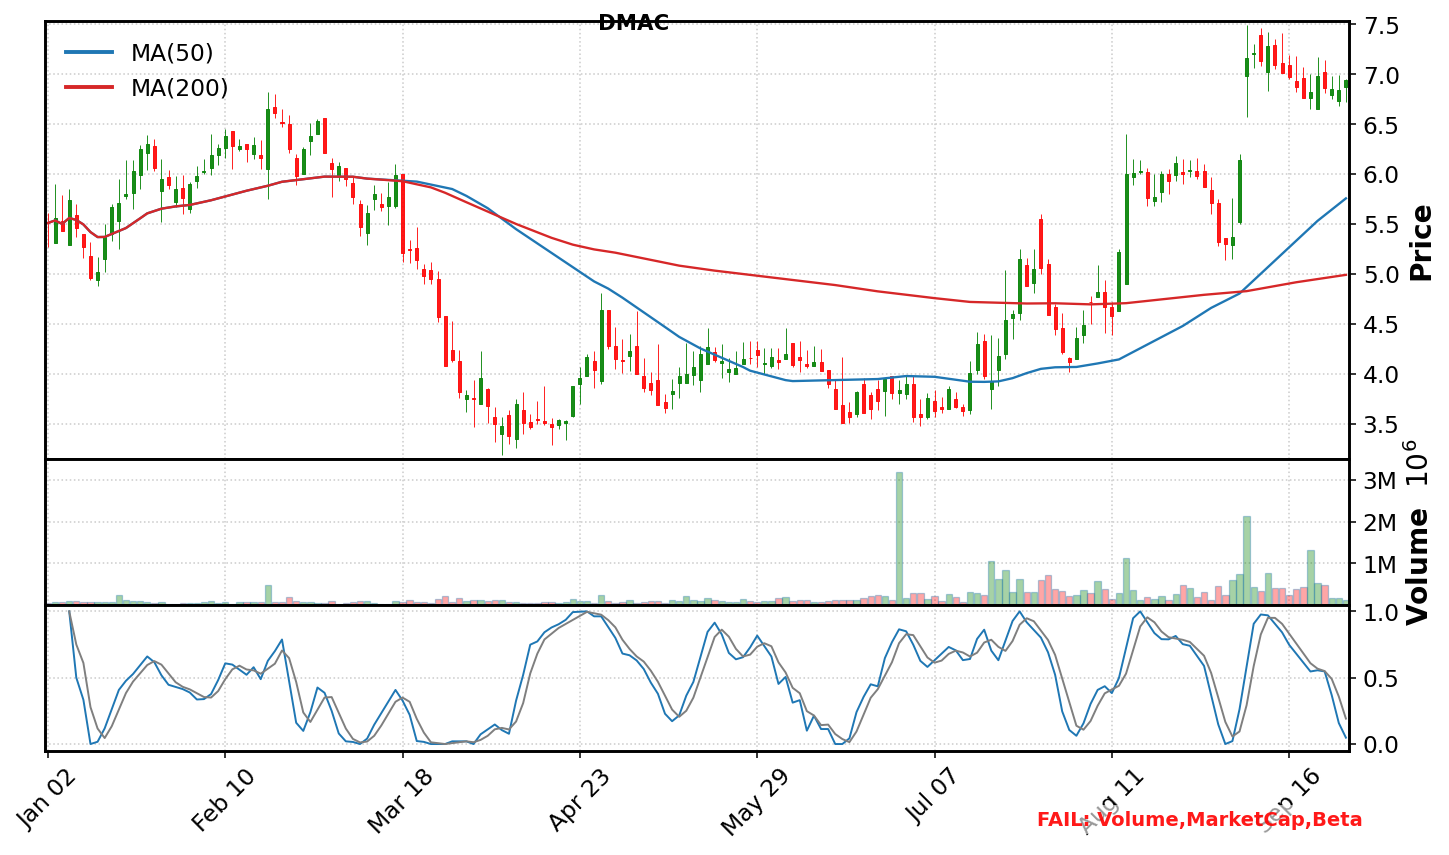 DMAC
MA(50)
MA(200)
7.5
7.0
6.5
6.0
5.5
5.0
4.5
4.0
3.5
Price
3M
2M
1M
Volume 10^6
1.0
0.5
0.0
Jan 02
Feb 10
Mar 18
Apr 23
May 29
Jul 07
Aug 11
Sep 16
FAIL: Volume,MarketCap,Beta